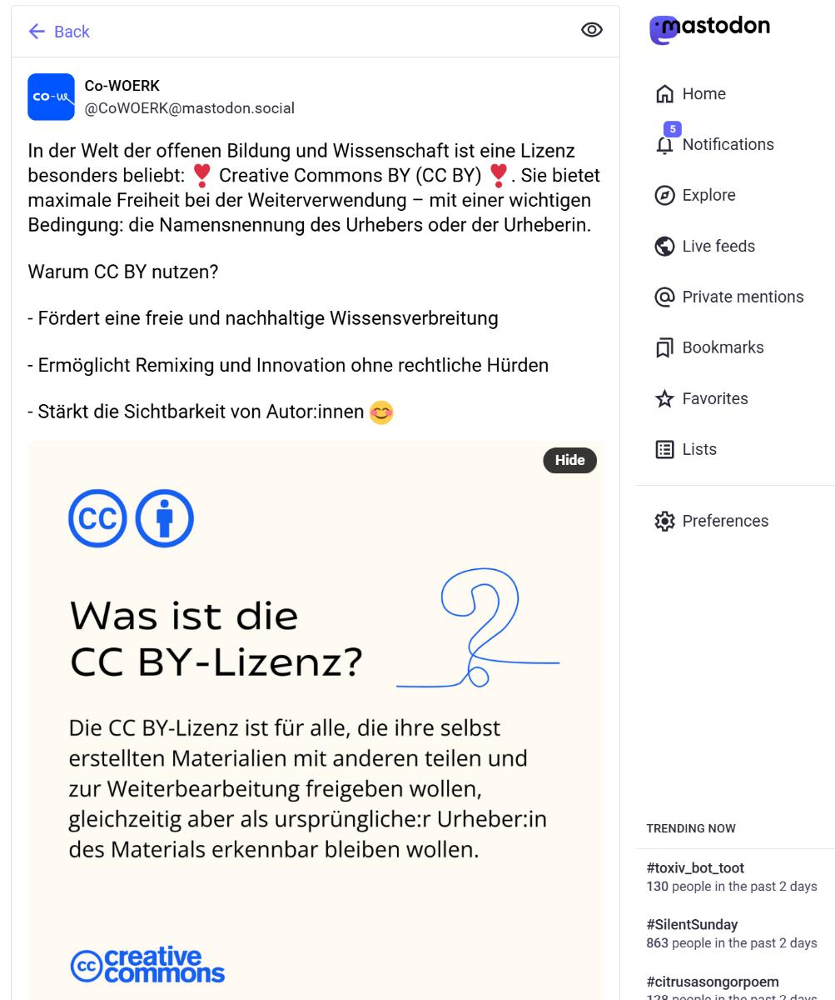 Back
Co-WOERK
@CoWOERK@mastodon.social
In der Welt der offenen Bildung und Wissenschaft ist eine Lizenz
besonders beliebt: ❣️ Creative Commons BY (CC BY) ❣️. Sie bietet
maximale Freiheit bei der Weiterverwendung – mit einer wichtigen
Bedingung: die Namensnennung des Urhebers oder der Urheberin.
Warum CC BY nutzen?
- Fördert eine freie und nachhaltige Wissensverbreitung
- Ermöglicht Remixing und Innovation ohne rechtliche Hürden
- Stärkt die Sichtbarkeit von Autor:innen 😊
Hide
CC
Was ist die
CC BY-Lizenz?
Die CC BY-Lizenz ist für alle, die ihre selbst
erstellten Materialien mit anderen teilen und
zur Weiterbearbeitung freigeben wollen,
gleichzeitig aber als ursprüngliche:r Urheber:in
des Materials erkennbar bleiben wollen.
cc creative
commons
mastodon
Home
5
Notifications
Explore
Live feeds
Private mentions
Bookmarks
Favorites
Lists
Preferences
TRENDING NOW
#toxiv_bot_toot
130 people in the past 2 days
#SilentSunday
863 people in the past 2 days
#citrusasongorpoem
128 people in the past 2 days